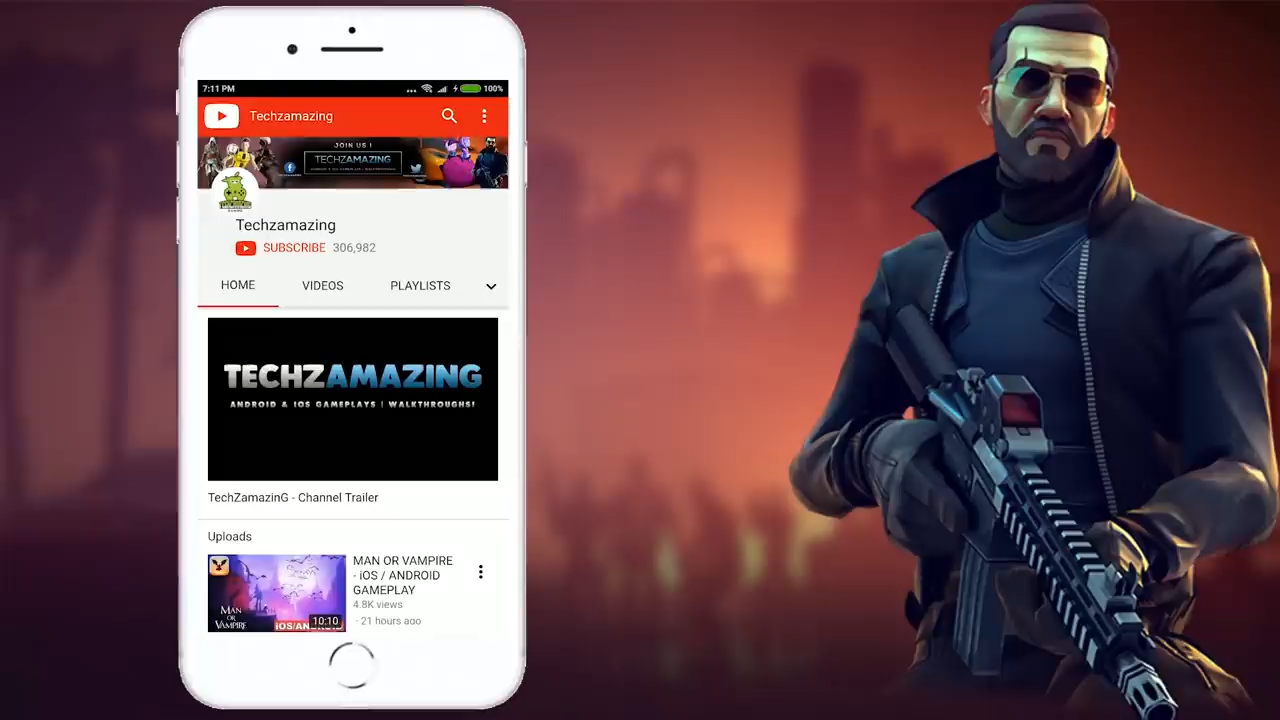 7:11 PM
100%
Techzamazing
JOIN US !
TECHZAMAZING
Techzamazing
SUBSCRIBE 306,982
HOME VIDEOS PLAYLISTS
TECHZAMAZING
ANDROID & IOS GAMEPLAYS | WALKTHROUGHS!
TechZamazinG - Channel Trailer
Uploads
MAN OR VAMPIRE
- iOS / ANDROID
GAMEPLAY
4.8K views
· 21 hours ago
MAN
OR
VAMPIRE
10:10
iOS/AN